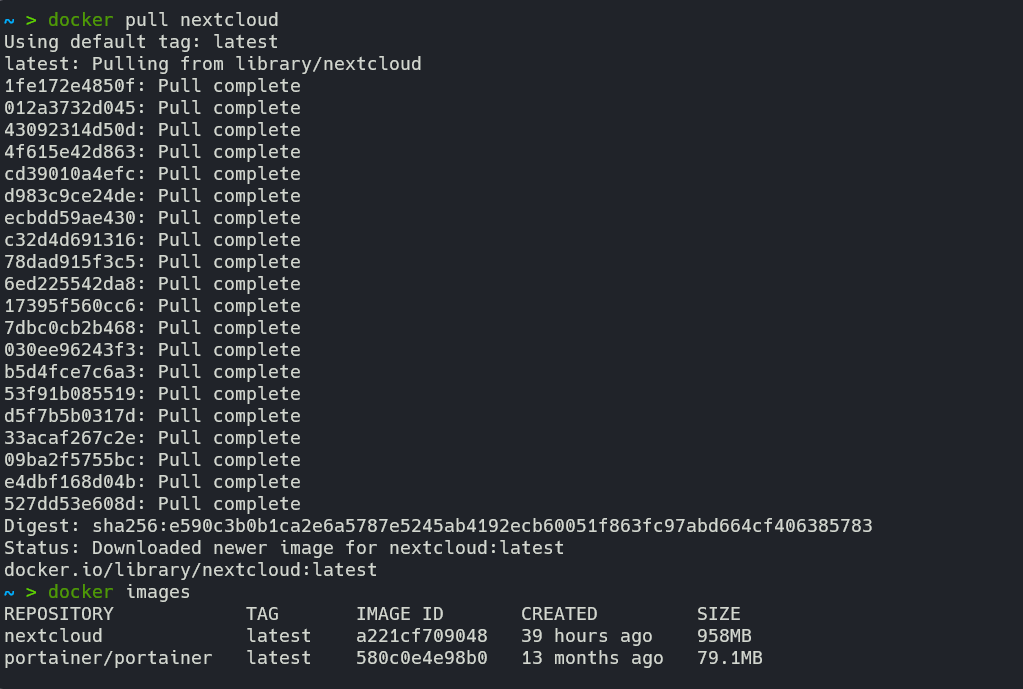 ~ > docker pull nextcloud
Using default tag: latest
latest: Pulling from library/nextcloud
1fe172e4850f: Pull complete
012a3732d045: Pull complete
43092314d50d: Pull complete
4f615e42d863: Pull complete
cd39010a4efc: Pull complete
d983c9ce24de: Pull complete
ecbdd59ae430: Pull complete
c32d4d691316: Pull complete
78dad915f3c5: Pull complete
6ed225542da8: Pull complete
17395f560cc6: Pull complete
7dbc0cb2b468: Pull complete
030ee96243f3: Pull complete
b5d4fce7c6a3: Pull complete
53f91b085519: Pull complete
d5f7b5b0317d: Pull complete
33acaf267c2e: Pull complete
09ba2f5755bc: Pull complete
e4dbf168d04b: Pull complete
527dd53e608d: Pull complete
Digest: sha256:e590c3b0b1ca2e6a5787e5245ab4192ecb60051f863fc97abd664cf406385783
Status: Downloaded newer image for nextcloud:latest
docker.io/library/nextcloud:latest
~ > docker images
REPOSITORY            TAG       IMAGE ID       CREATED         SIZE
nextcloud             latest    a221cf709048   39 hours ago    958MB
portainer/portainer   latest    580c0e4e98b0   13 months ago   79.1MB